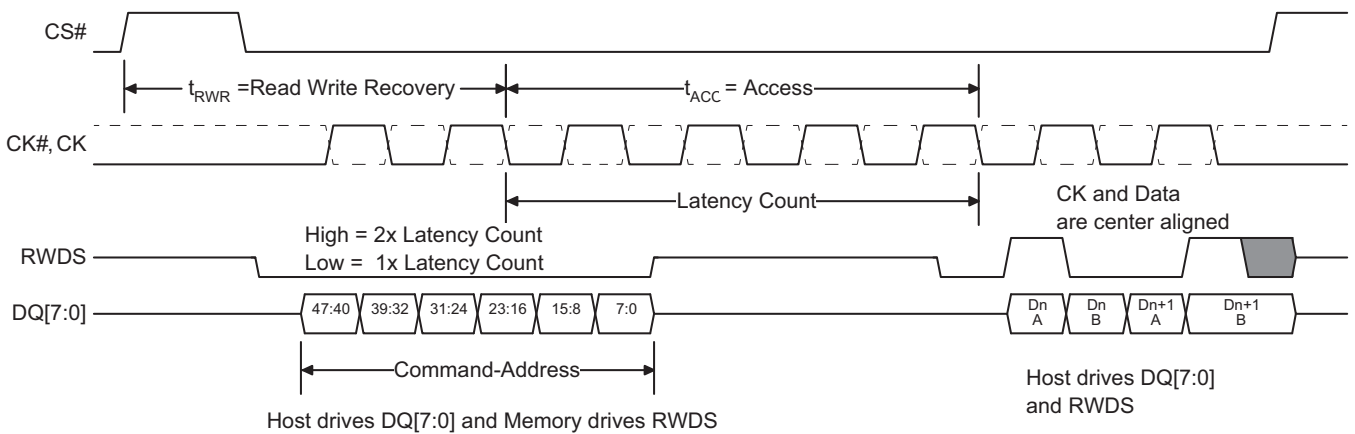 CS#
tRWR =Read Write Recovery
tACC = Access
CK#, CK
Latency Count
CK and Data
are center aligned
High = 2x Latency Count
Low = 1x Latency Count
RWDS
DQ[7:0]
47:40 39:32 31:24 23:16 15:8 7:0
Dn Dn Dn+1 Dn+1
A B A B
Command-Address
Host drives DQ[7:0]
and RWDS
Host drives DQ[7:0] and Memory drives RWDS